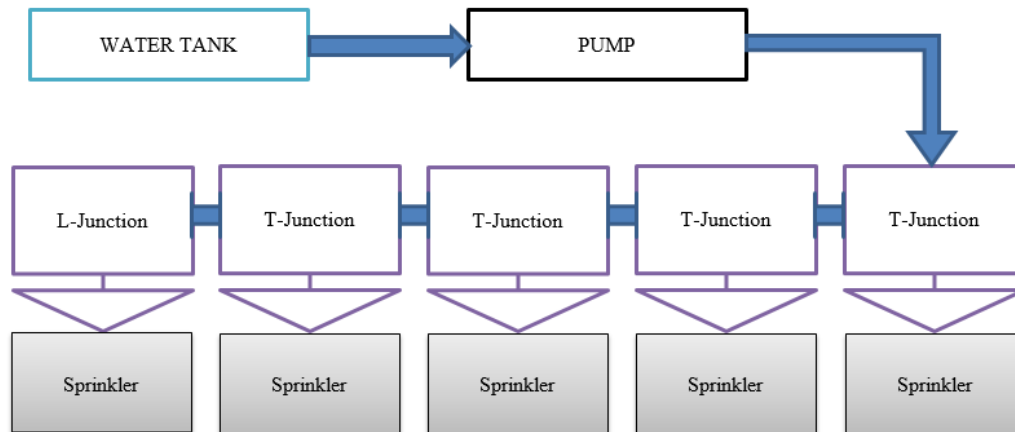 WATER TANK
PUMP
L-Junction
T-Junction
T-Junction
T-Junction
T-Junction
Sprinkler
Sprinkler
Sprinkler
Sprinkler
Sprinkler